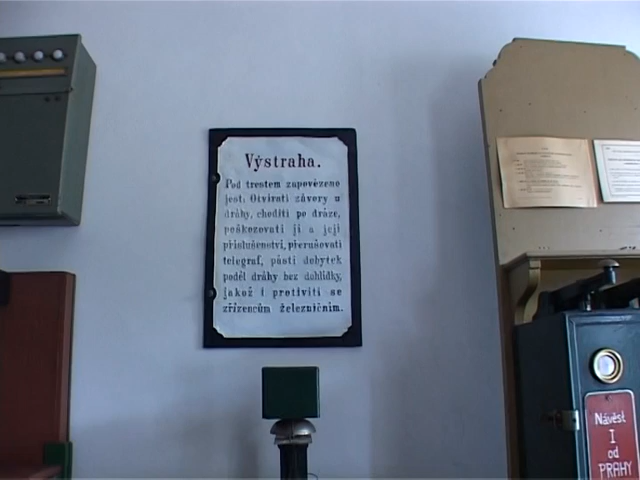 Výstraha.
Pod trestem zapovězeno
jest: Otvírati závory u
dráhy, choditi po dráze,
poškozovati ji a její
příslušenství, přerušovati
telegraf, pásti dobytek
podél dráhy bez dohlídky,
jakož i protiviti se
zřízencům železničním.
Návěst
I
od
PRAHY